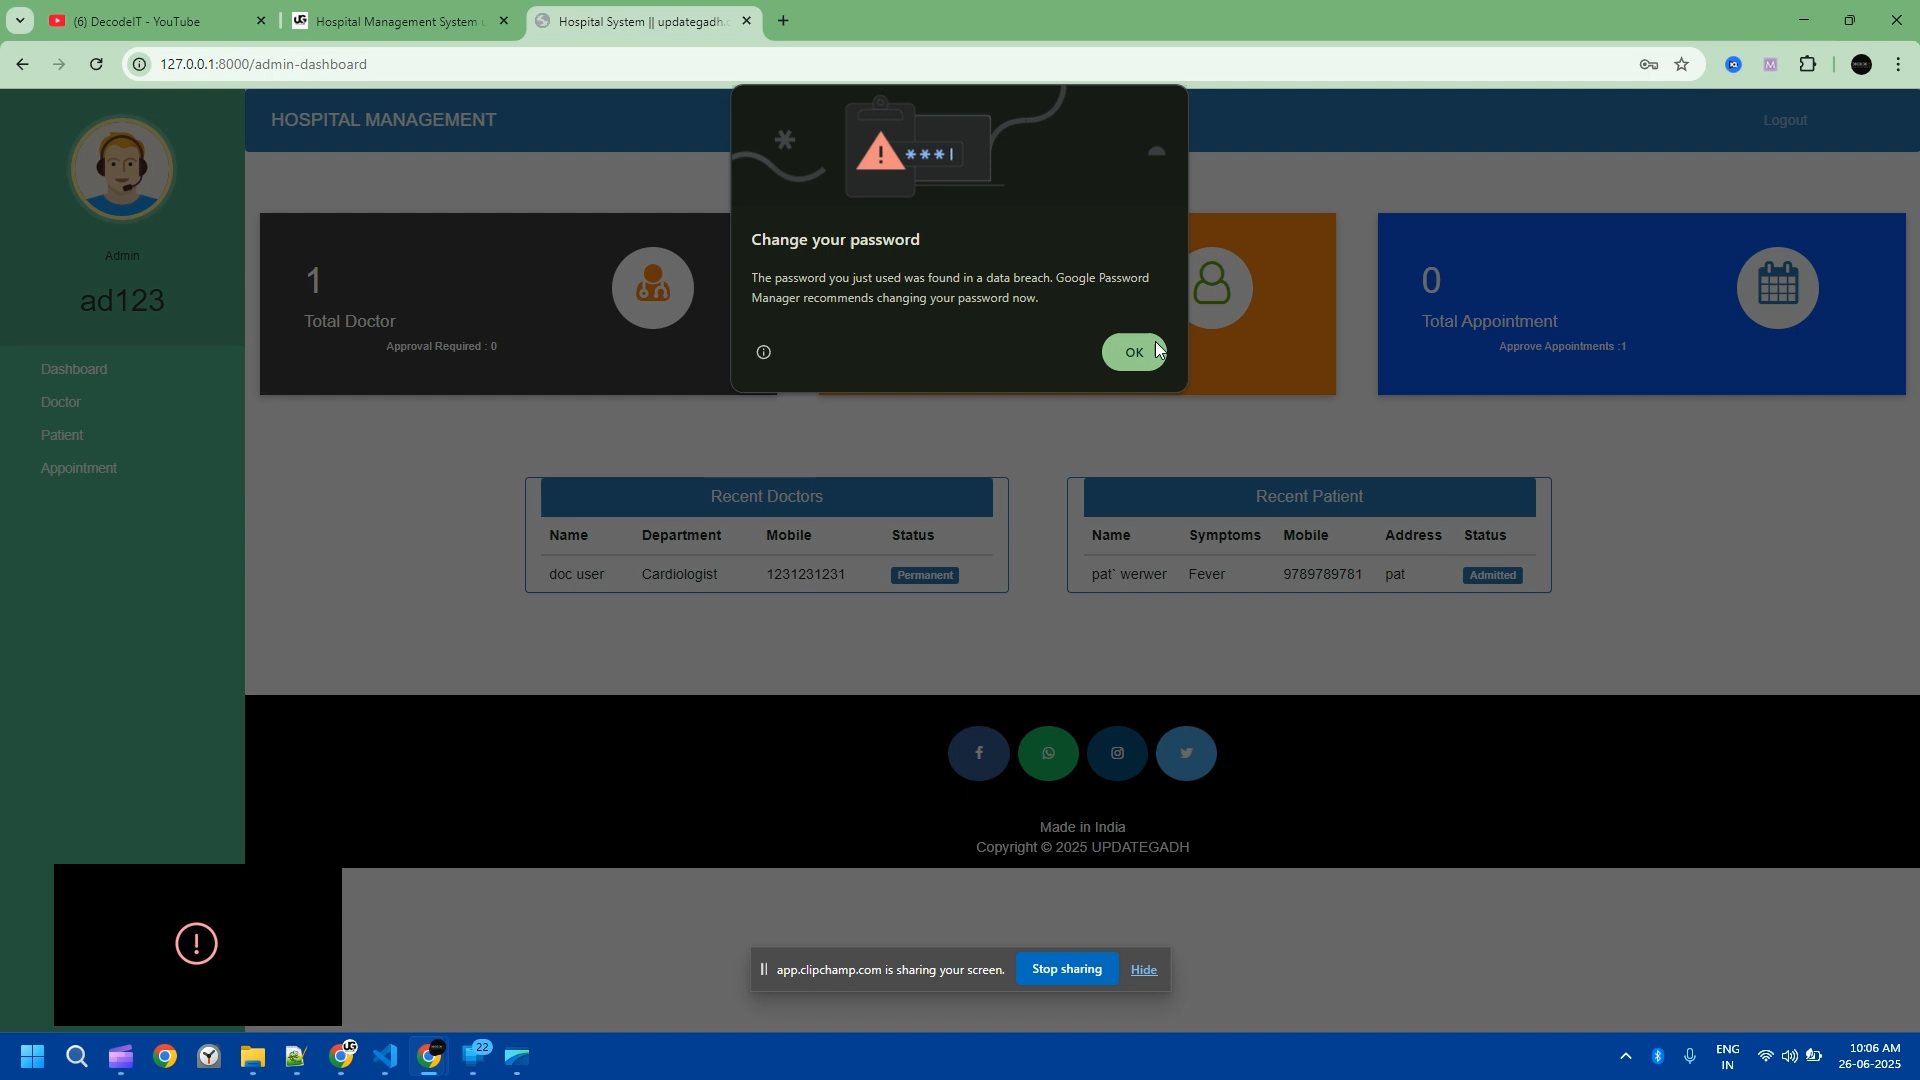 (6) DecodeIT - YouTube
Hospital Management System u
Hospital System || updategadh.c
127.0.0.1:8000/admin-dashboard
HOSPITAL MANAGEMENT
Logout
Admin
ad123
Dashboard
Doctor
Patient
Appointment
***|
Change your password
The password you just used was found in a data breach. Google Password
Manager recommends changing your password now.
OK
1
Total Doctor
Approval Required : 0
0
Total Appointment
Approve Appointments :1
Recent Doctors
Name Department Mobile Status
doc user Cardiologist 1231231231 Permanent
Recent Patient
Name Symptoms Mobile Address Status
pat` werwer Fever 9789789781 pat Admitted
Made in India
Copyright © 2025 UPDATEGADH
app.clipchamp.com is sharing your screen. Stop sharing Hide
22
ENG
IN
10:06 AM
26-06-2025